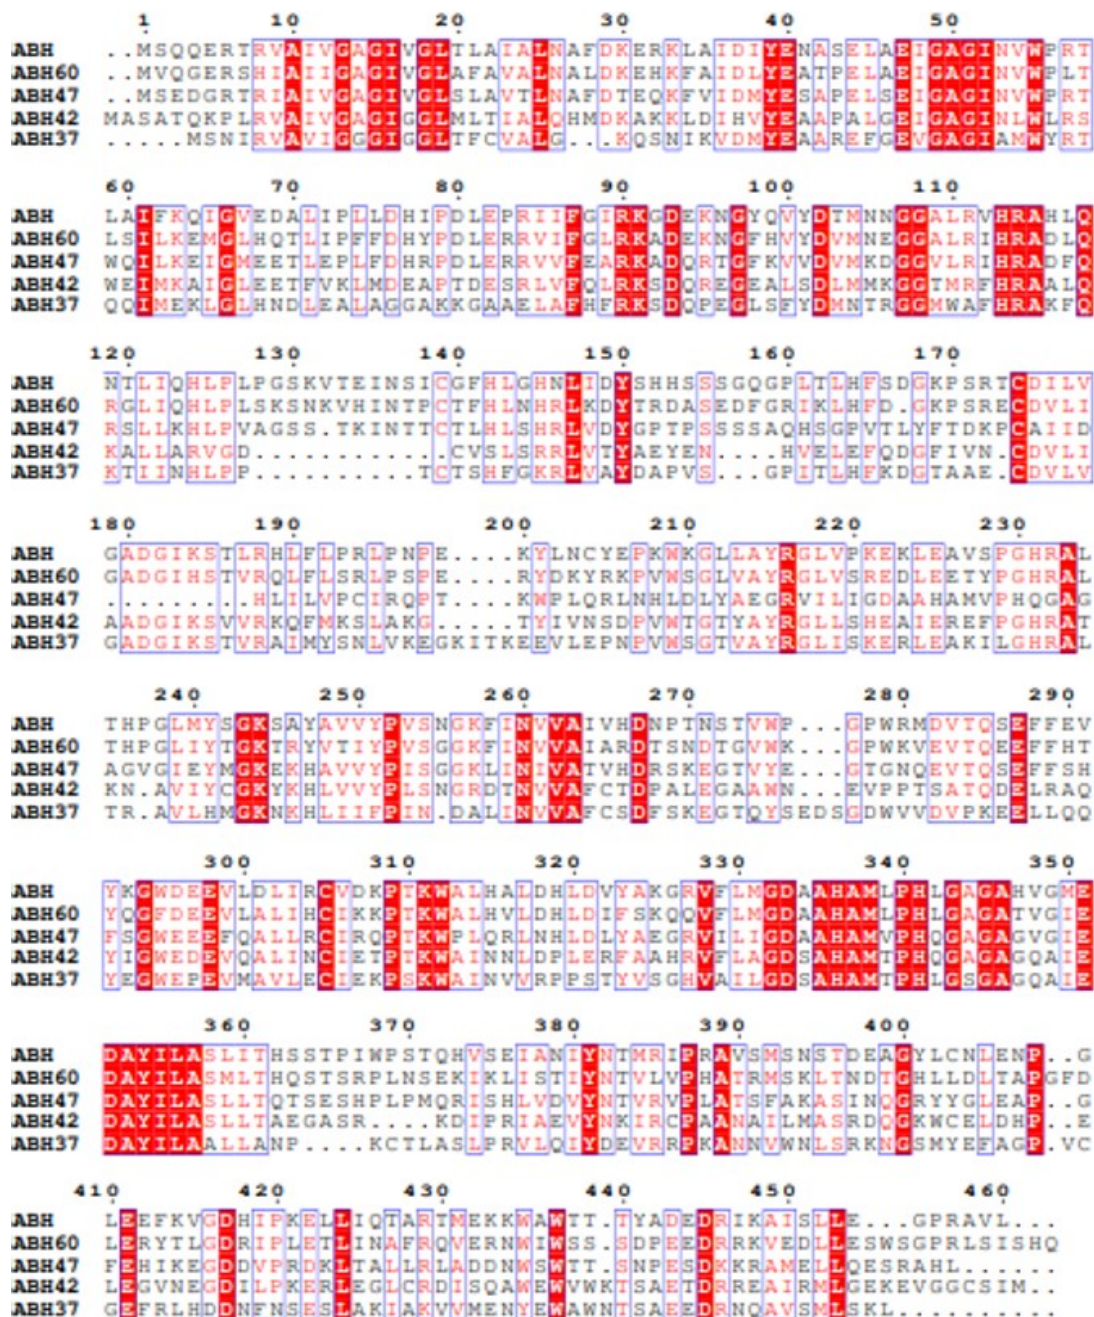 1 10 20 30 40 50
ABH ..MSQQERTRVAIVGAGIVGLTLAIALNAFDKERKLAIDIYENASELAEIGAGINVWPRT
ABH60 ..MVQGERSHIAIIGAGIVGLAFAVALNALDKEHKFAIDLYEATPELAEIGAGINVWPLT
ABH47 ..MSEDGRTRIAIVGAGIVGLSLAVTLNAFDTEQKFVIDMYESAPELSEIGAGINVWPRT
ABH42 MASATQKPLRVAIVGAGIGGLMLTIALQHMDKAKKLDIHVYEAAPALGEIGAGINLWLRS
ABH37 .....MSNIRVAVIGGGIGGLTFCVALG..KQSNIKVDMYEAAREFGEVGAGIAMWYRT
60 70 80 90 100 110
ABH LAIFKQIGVEDALIPLLDHIPDLEPRIIFGIRKGDEKNGYQVYDTMNNGGALRVHRAHLQ
ABH60 LSILKEMGLHQTLIPFFDHYPDLERRVIFGLRKADEKNGFHVYDVMNEGGALRIHRADLQ
ABH47 WQILKEIGMEETLEPLFDHRPDLERRVVFEARKADQRTGFKVVDVMKDGGVLRIHRADFQ
ABH42 WEIMKAIGLEETFVKLMDEAPTDESRLVFQLRKSDQREGEALSDLMMKGGTMRFHRAALQ
ABH37 QQIMEKLGLHNDLEALAGGAKKGAAELAFHFRKSDQPEGLSFYDMNTRGGMWAFHRAKFQ
120 130 140 150 160 170
ABH NTLIQHLPLPGSKVTEINSICGFHLGHNLIDYSHHSSSGQGPLTLHFSDGKPSRTCDILV
ABH60 RGLIQHLPLSKSNKVHINTPCTFHLNHRLKDYTRDASEDFGRIKLHFD.GKPSRECDVLI
ABH47 RSLLKHLPVAGSS.TKINTTCTLHLSHRLVDYGPTPSSSSAQHSGPVTLYFTDKPCAIID
ABH42 KALLARVGD............CVSLSRRLVTYAEYEN....HVELEFQDGFIVN.CDVLI
ABH37 KTIINHLPP..........TCTSHFGKRLVAYDAPVS...GPITLHFKDGTAAE.CDVLV
180 190 200 210 220 230
ABH GADGIKSTLRHLFLPRLPNPE....KYLNCYEPKWKGLLAYRGLVPKEKLEAVSPGHRAL
ABH60 GADGIHSTVRQLFLSRLPSPE....RYDKYRKPVWSGLVAYRGLVSREDLEETYPGHRAL
ABH47 .........HLILVPCIRQPT....KWPLQRLNHLDLYAEGRVILIGDAAHAMVPHQGAG
ABH42 AADGIKSVVRKQFMKSLAKG....TYIVNSDPVWTGTYAYRGLLSHEAIEREFPGHRAT
ABH37 GADGIKSTVRAIMYSNLVKEGKITKEEVLEPNPVWSGTVAYRGLISKERLEAKILGHRAL
240 250 260 270 280 290
ABH THPGLMYSGKSAYAVVYPVSNGKFINVVAIVHDNPTNSTVWP...GPWRMDVTQSEFFEV
ABH60 THPGLIYTGKTRYVTIYPVSGGKFINVVAIARDTSNDTGVWK...GPWKVEVTQEEFFHT
ABH47 AGVGIEYMGKEKHAVVYPISGGKLINIVATVHDRSKEGTVYE...GTGNQEVTQSEFFSH
ABH42 KN.AVIYCGKYKHLVVYPLSNGRDTNVVAFCTDPALEGAAWN...EVPPTSATQDELRAQ
ABH37 TR.AVLHMGKNKHLIIFPIN.DALINVVAFCSDFSKEGTQYSEDSGDWVVDVPKEELLQQ
300 310 320 330 340 350
ABH YKGWDEEVLDLIRCVDKPTKWALHALDHLDVYAKGRVFLMGDAAHAMLPHLGAGAHVGME
ABH60 YQGFDEEVLALIHCIKKPTKWALHVLDHLDIFSKQQVFLMGDAAHAMLPHLGAGATVGIE
ABH47 FSGWEEEFQALLRCIRQPTKWPLQRLNHLDLYAEGRVILIGDAAHAMVPHQGAGAGVGIE
ABH42 YIGWEDEVQALINCIETPTKWAINNLDPLERFAAHRVFLAGDSAHAMTPHQGAGAGQAIE
ABH37 YEGWEPEVMAVLECIEKPSKWAINVVRPPSTYVSGHVAILGDSAHAMTPHLGSGAGQAIE
360 370 380 390 400
ABH DAYILASLITHSSTPIWPSTQHVSEIANIYNTMRIPRAVSMSNSTDEAGYLCNLENP..G
ABH60 DAYILASMLTHQSTSRPLNSEKIKLISTIYNTVLVPHATRMSKLTNDTGHLLDLTAPGFD
ABH47 DAYILASLLTQTSESHPLPMQRISHLVDVYNTVRVPLATSFAKASINQGRYYGLEAP..G
ABH42 DAYILASLLTAEGASR....KDIPRIAEVYNKIRCPAANAILMASRDQGKWCELDHP..E
ABH37 DAYILAALLANP....KCTLASLPRVLQIYDEVRRPKANNVWNLSRKNGSMYEFAGP.VC
410 420 430 440 450 460
ABH LEEFKVGDHIPKELLIQTARTMEKKWAWTT.TYADEDRIKAISLLE...GPRAVL...
ABH60 LERYTLGDRIPLETLINAFRQVERNWIWSS.SDPEEDRRKVEDLLESWSGPRLSISHQ
ABH47 FEHIKEGDDVPRDKLTALLRLADDNWSWTT.SNPESDKKRAMELLQESRAHL......
ABH42 LEGVNEGDILPKERLEGLCRDISQAWEWVWKTSAETDRREAIRMLGEKEVGGCSIM..
ABH37 GEFRLHDDNFNSESLAKIAKVVMENYEWAWNTSAEEDRNQAVSMLSKL..........